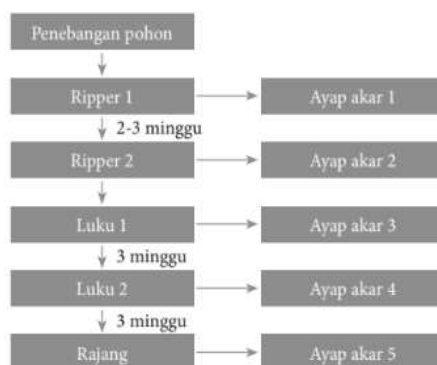 Penebangan pohon
Ripper 1
Ayap akar 1
2-3 minggu
Ripper 2
Ayap akar 2
Luku 1
Ayap akar 3
3 minggu
Luku 2
Ayap akar 4
3 minggu
Rajang
Ayap akar 5